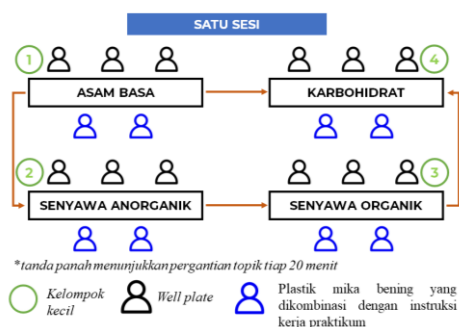 SATU SESI
1
4
ASAM BASA
KARBOHIDRAT
2
3
SENYAWA ANORGANIK
SENYAWA ORGANIK
*tanda panah menunjukkan pergantian topik tiap 20 menit
Kelompok
kecil
Well plate
Plastik mika bening yang
dikombinasi dengan instruksi
kerja praktikum